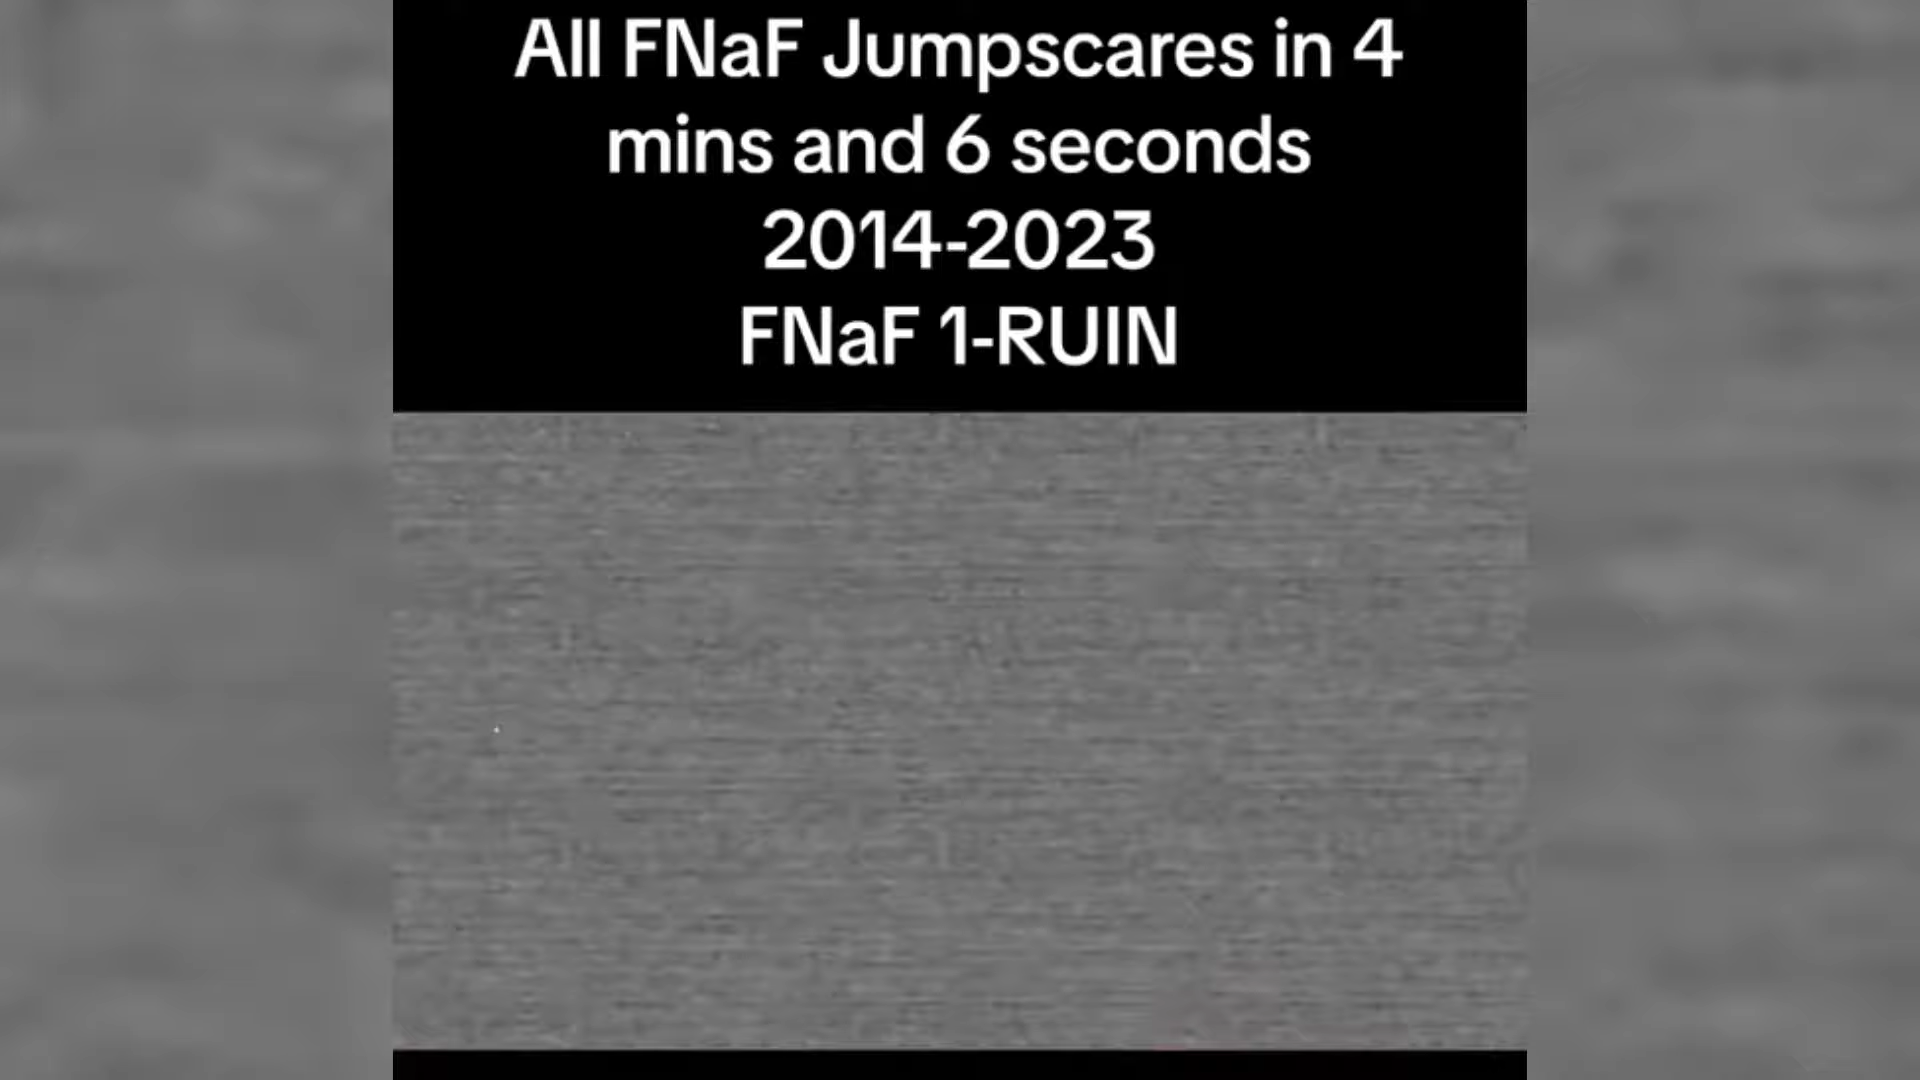 All FNaF Jumpscares in 4
mins and 6 seconds
2014-2023
FNaF 1-RUIN